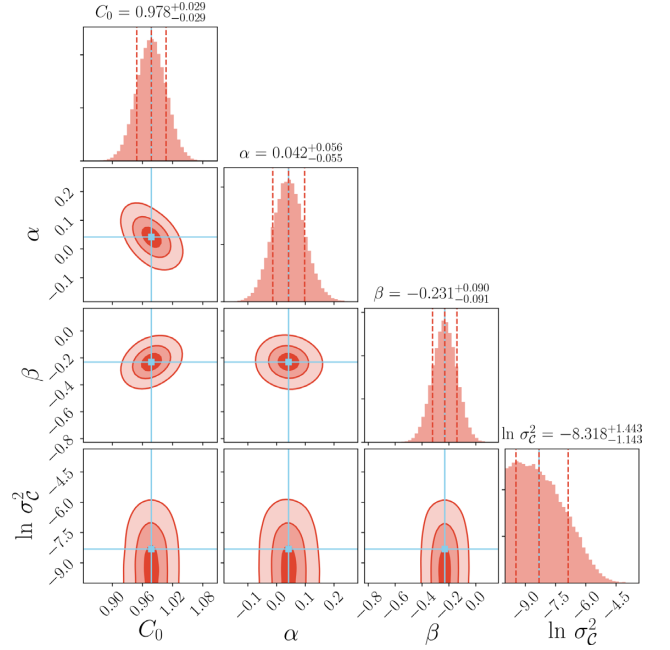 C₀ = 0.978⁺⁰·⁰²⁹₋₀.₀₂₉
α = 0.042⁺⁰·⁰⁵⁶₋₀.₀₅₅
0.2
0.1
0.0
−0.1
α
β = −0.231⁺⁰·⁰⁹⁰₋₀.₀₉₁
0.0
−0.2
−0.4
−0.6
−0.8
β
ln σ²_C = −8.318⁺¹·⁴⁴³₋₁.₁₄₃
−4.5
−6.0
−7.5
−9.0
ln σ²_C
0.90 0.96 1.02 1.08
−0.1 0.0 0.1 0.2
−0.8 −0.6 −0.4 −0.2 0.0
−9.0 −7.5 −6.0 −4.5
C₀ α β ln σ²_C